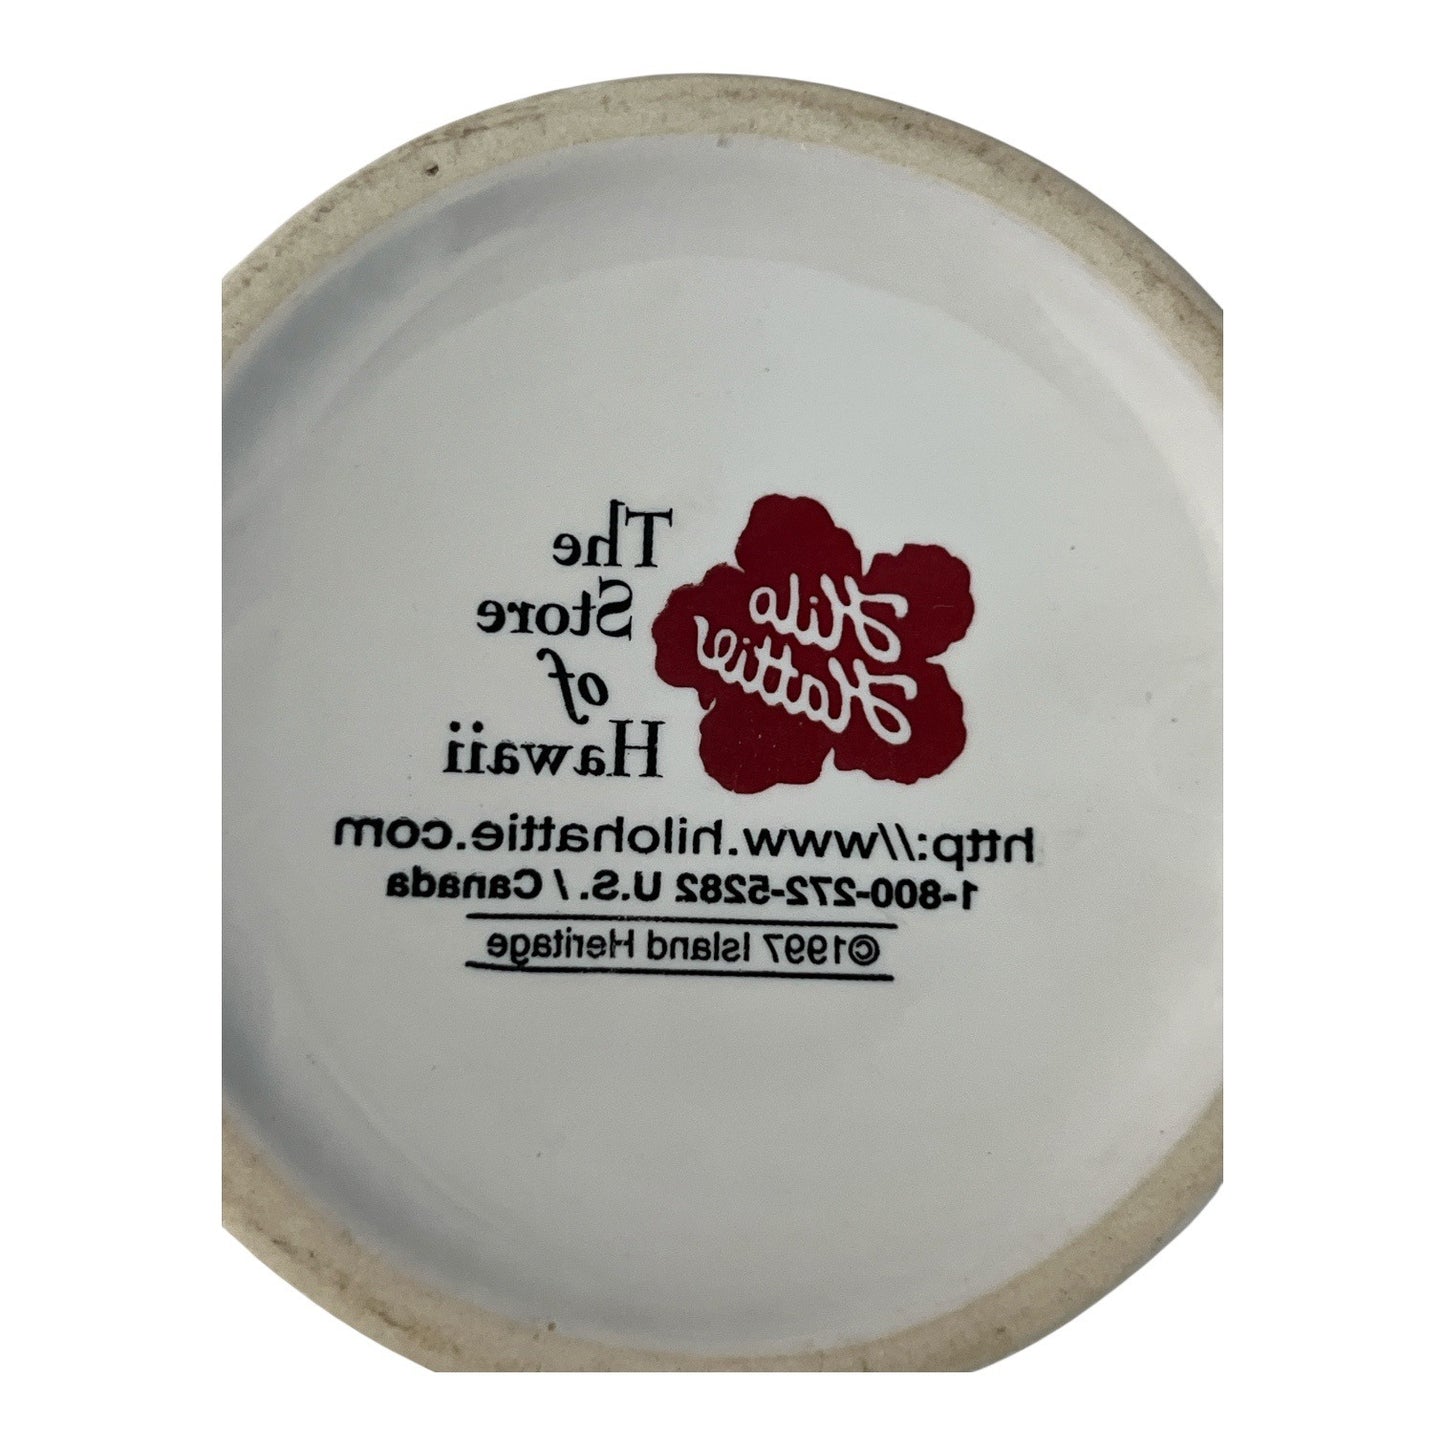 Hilo
Hattie
The
Store
of
Hawaii
http://www.hilohattie.com
1-800-272-5282 U.S. / Canada
©1997 Island Heritage